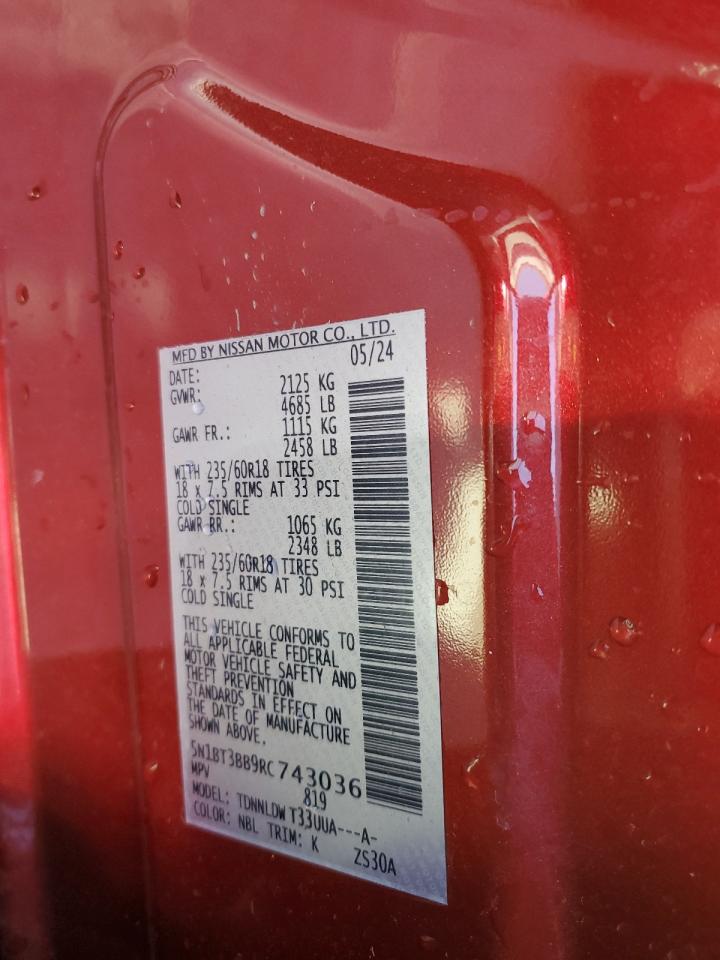 MFD BY NISSAN MOTOR CO., LTD.
DATE: 05/24
GVWR: 2125 KG
4685 LB
GAWR FR.: 1115 KG
2458 LB
WITH 235/60R18 TIRES
18 x 7.5 RIMS AT 33 PSI
COLD SINGLE
GAWR RR.: 1065 KG
2348 LB
WITH 235/60R18 TIRES
18 x 7.5 RIMS AT 30 PSI
COLD SINGLE
THIS VEHICLE CONFORMS TO
ALL APPLICABLE FEDERAL
MOTOR VEHICLE SAFETY AND
THEFT PREVENTION
STANDARDS IN EFFECT ON
THE DATE OF MANUFACTURE
SHOWN ABOVE.
5N1BT3BB9RC743036
MPV 819
MODEL: TDNNLDW T33UUA---A-
COLOR: NBL TRIM: K ZS30A